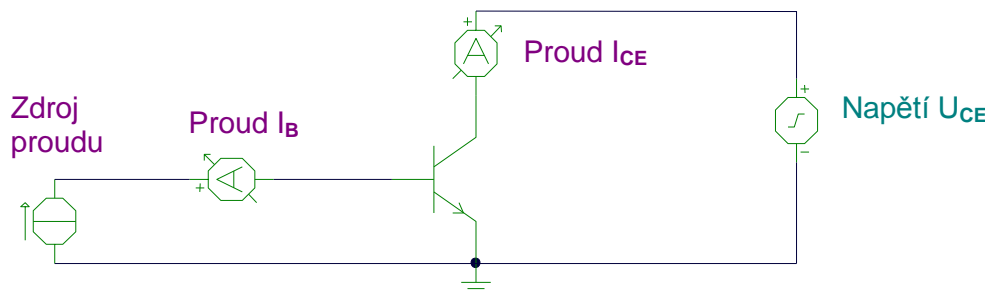 Proud ICE
Zdroj
proudu
Proud IB
Napětí UCE
A
A